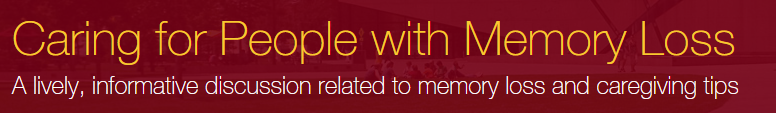 Caring for People with Memory Loss
A lively, informative discussion related to memory loss and caregiving tips